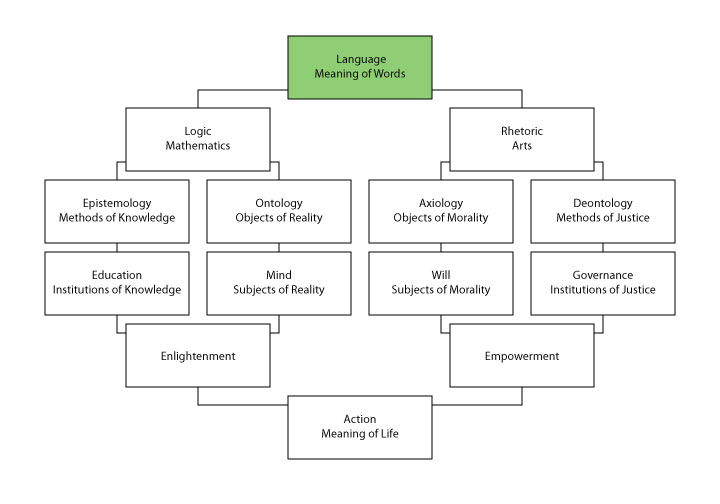 Language
Meaning of Words
Logic
Mathematics
Rhetoric
Arts
Epistemology
Methods of Knowledge
Ontology
Objects of Reality
Axiology
Objects of Morality
Deontology
Methods of Justice
Education
Institutions of Knowledge
Mind
Subjects of Reality
Will
Subjects of Morality
Governance
Institutions of Justice
Enlightenment
Empowerment
Action
Meaning of Life